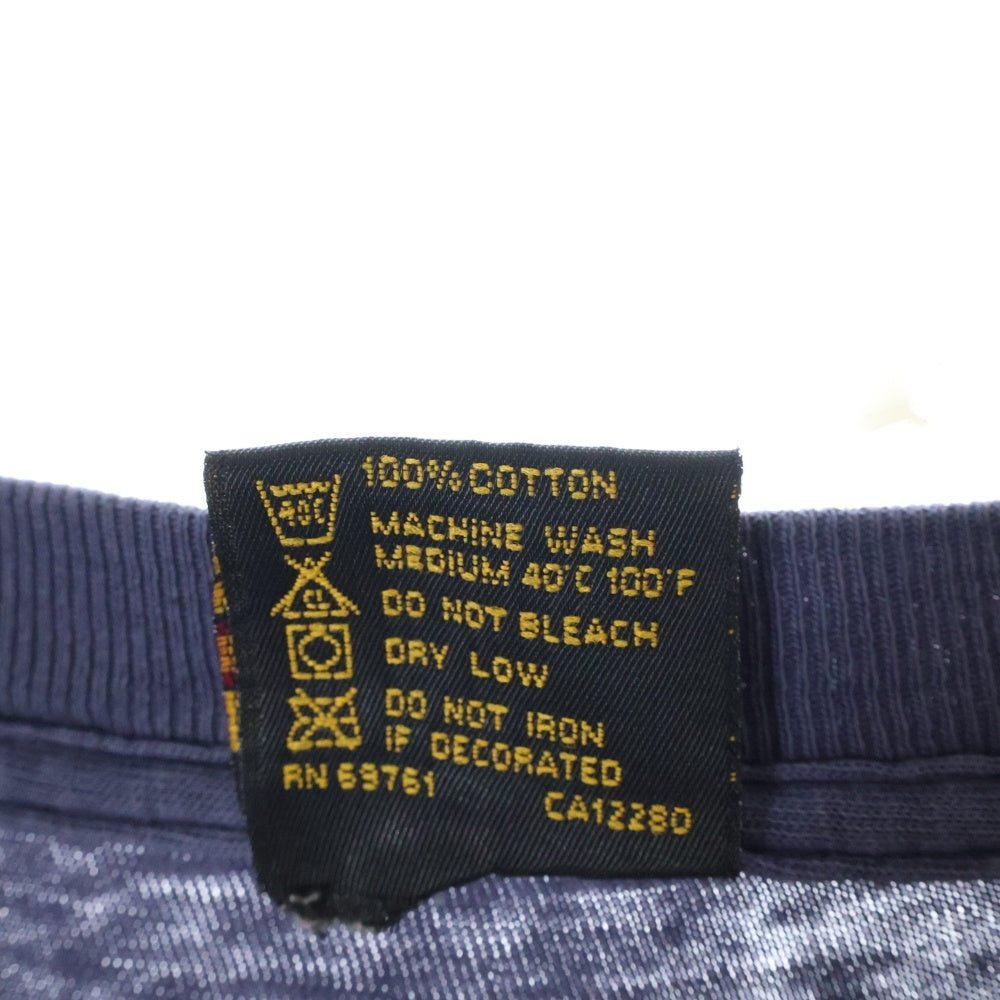 100% COTTON
40C
MACHINE WASH
MEDIUM 40°C 100°F
DO NOT BLEACH
DRY LOW
DO NOT IRON
IF DECORATED
RN 69761
CA12280